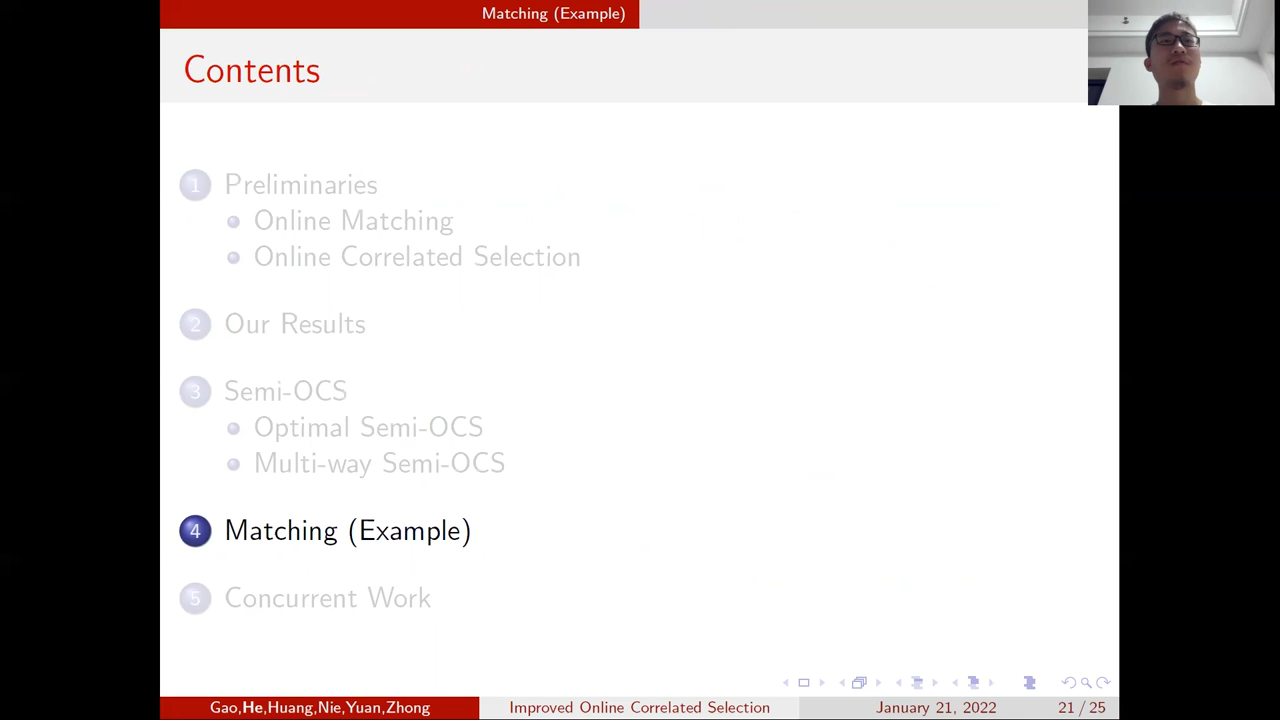 Matching (Example)
Contents
1 Preliminaries
Online Matching
Online Correlated Selection
2 Our Results
3 Semi-OCS
Optimal Semi-OCS
Multi-way Semi-OCS
4 Matching (Example)
5 Concurrent Work
Gao,He,Huang,Nie,Yuan,Zhong Improved Online Correlated Selection January 21, 2022 21 / 25